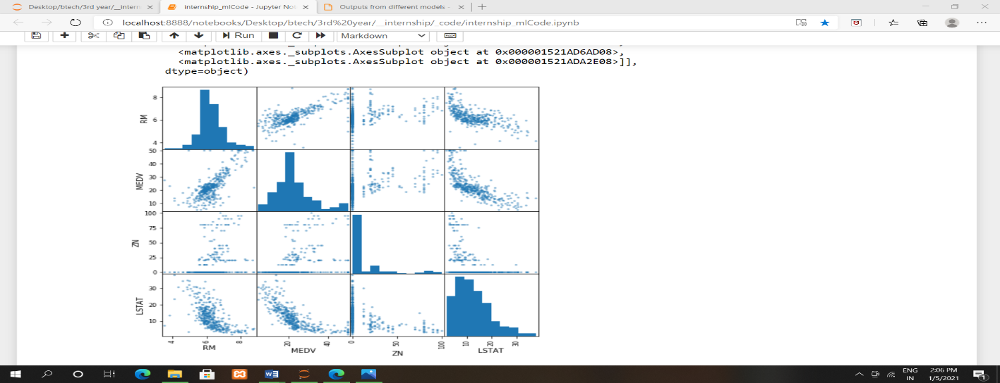 Desktop/btech/3rd year/__intern
internship_mlCode - Jupyter Not
Outputs from different models -
localhost:8888/notebooks/Desktop/btech/3rd%20year/__internship/_code/internship_mlCode.ipynb
Run
Markdown
<matplotlib.axes._subplots.AxesSubplot object at 0x000001521AD6AD08>,
<matplotlib.axes._subplots.AxesSubplot object at 0x000001521ADA2E08>]],
dtype=object)
RM
8
6
4
MEDV
50
40
30
20
10
ZN
100
75
50
25
0
LSTAT
30
20
10
4
6
8
20
40
0
50
100
10
20
30
RM
MEDV
ZN
LSTAT
ENG
IN
2:06 PM
1/5/2021
1